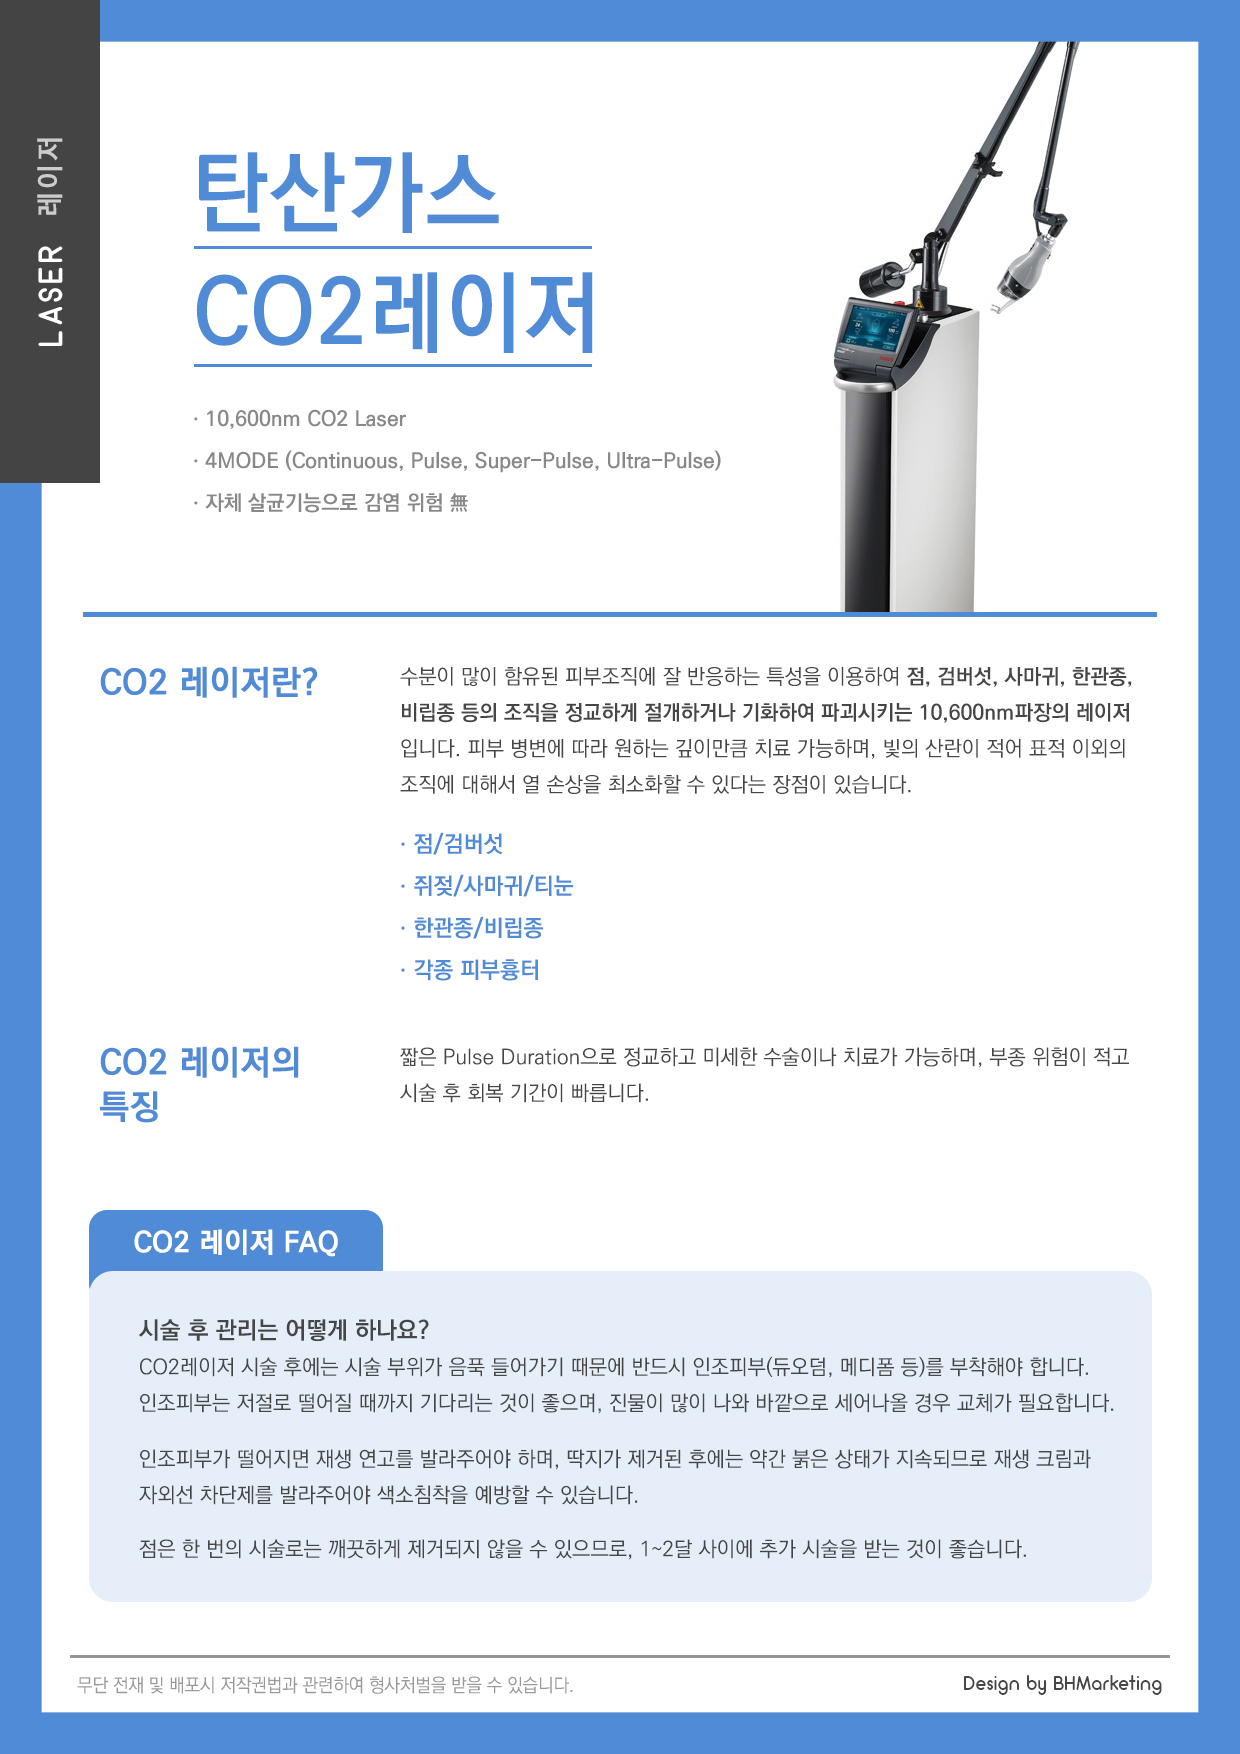 LASER 레이저
탄산가스
CO2레이저
· 10,600nm CO2 Laser
· 4MODE (Continuous, Pulse, Super-Pulse, Ultra-Pulse)
· 자체 살균기능으로 감염 위험 無
CO2 레이저란?
수분이 많이 함유된 피부조직에 잘 반응하는 특성을 이용하여 점, 검버섯, 사마귀, 한관종,
비립종 등의 조직을 정교하게 절개하거나 기화하여 파괴시키는 10,600nm파장의 레이저
입니다. 피부 병변에 따라 원하는 깊이만큼 치료 가능하며, 빛의 산란이 적어 표적 이외의
조직에 대해서 열 손상을 최소화할 수 있다는 장점이 있습니다.
· 점/검버섯
· 쥐젖/사마귀/티눈
· 한관종/비립종
· 각종 피부흉터
CO2 레이저의
특징
짧은 Pulse Duration으로 정교하고 미세한 수술이나 치료가 가능하며, 부종 위험이 적고
시술 후 회복 기간이 빠릅니다.
CO2 레이저 FAQ
시술 후 관리는 어떻게 하나요?
CO2레이저 시술 후에는 시술 부위가 음푹 들어가기 때문에 반드시 인조피부(듀오덤, 메디폼 등)를 부착해야 합니다.
인조피부는 저절로 떨어질 때까지 기다리는 것이 좋으며, 진물이 많이 나와 바깥으로 세어나올 경우 교체가 필요합니다.
인조피부가 떨어지면 재생 연고를 발라주어야 하며, 딱지가 제거된 후에는 약간 붉은 상태가 지속되므로 재생 크림과
자외선 차단제를 발라주어야 색소침착을 예방할 수 있습니다.
점은 한 번의 시술로는 깨끗하게 제거되지 않을 수 있으므로, 1~2달 사이에 추가 시술을 받는 것이 좋습니다.
무단 전재 및 배포시 저작권법과 관련하여 형사처벌을 받을 수 있습니다.
Design by BHMarketing